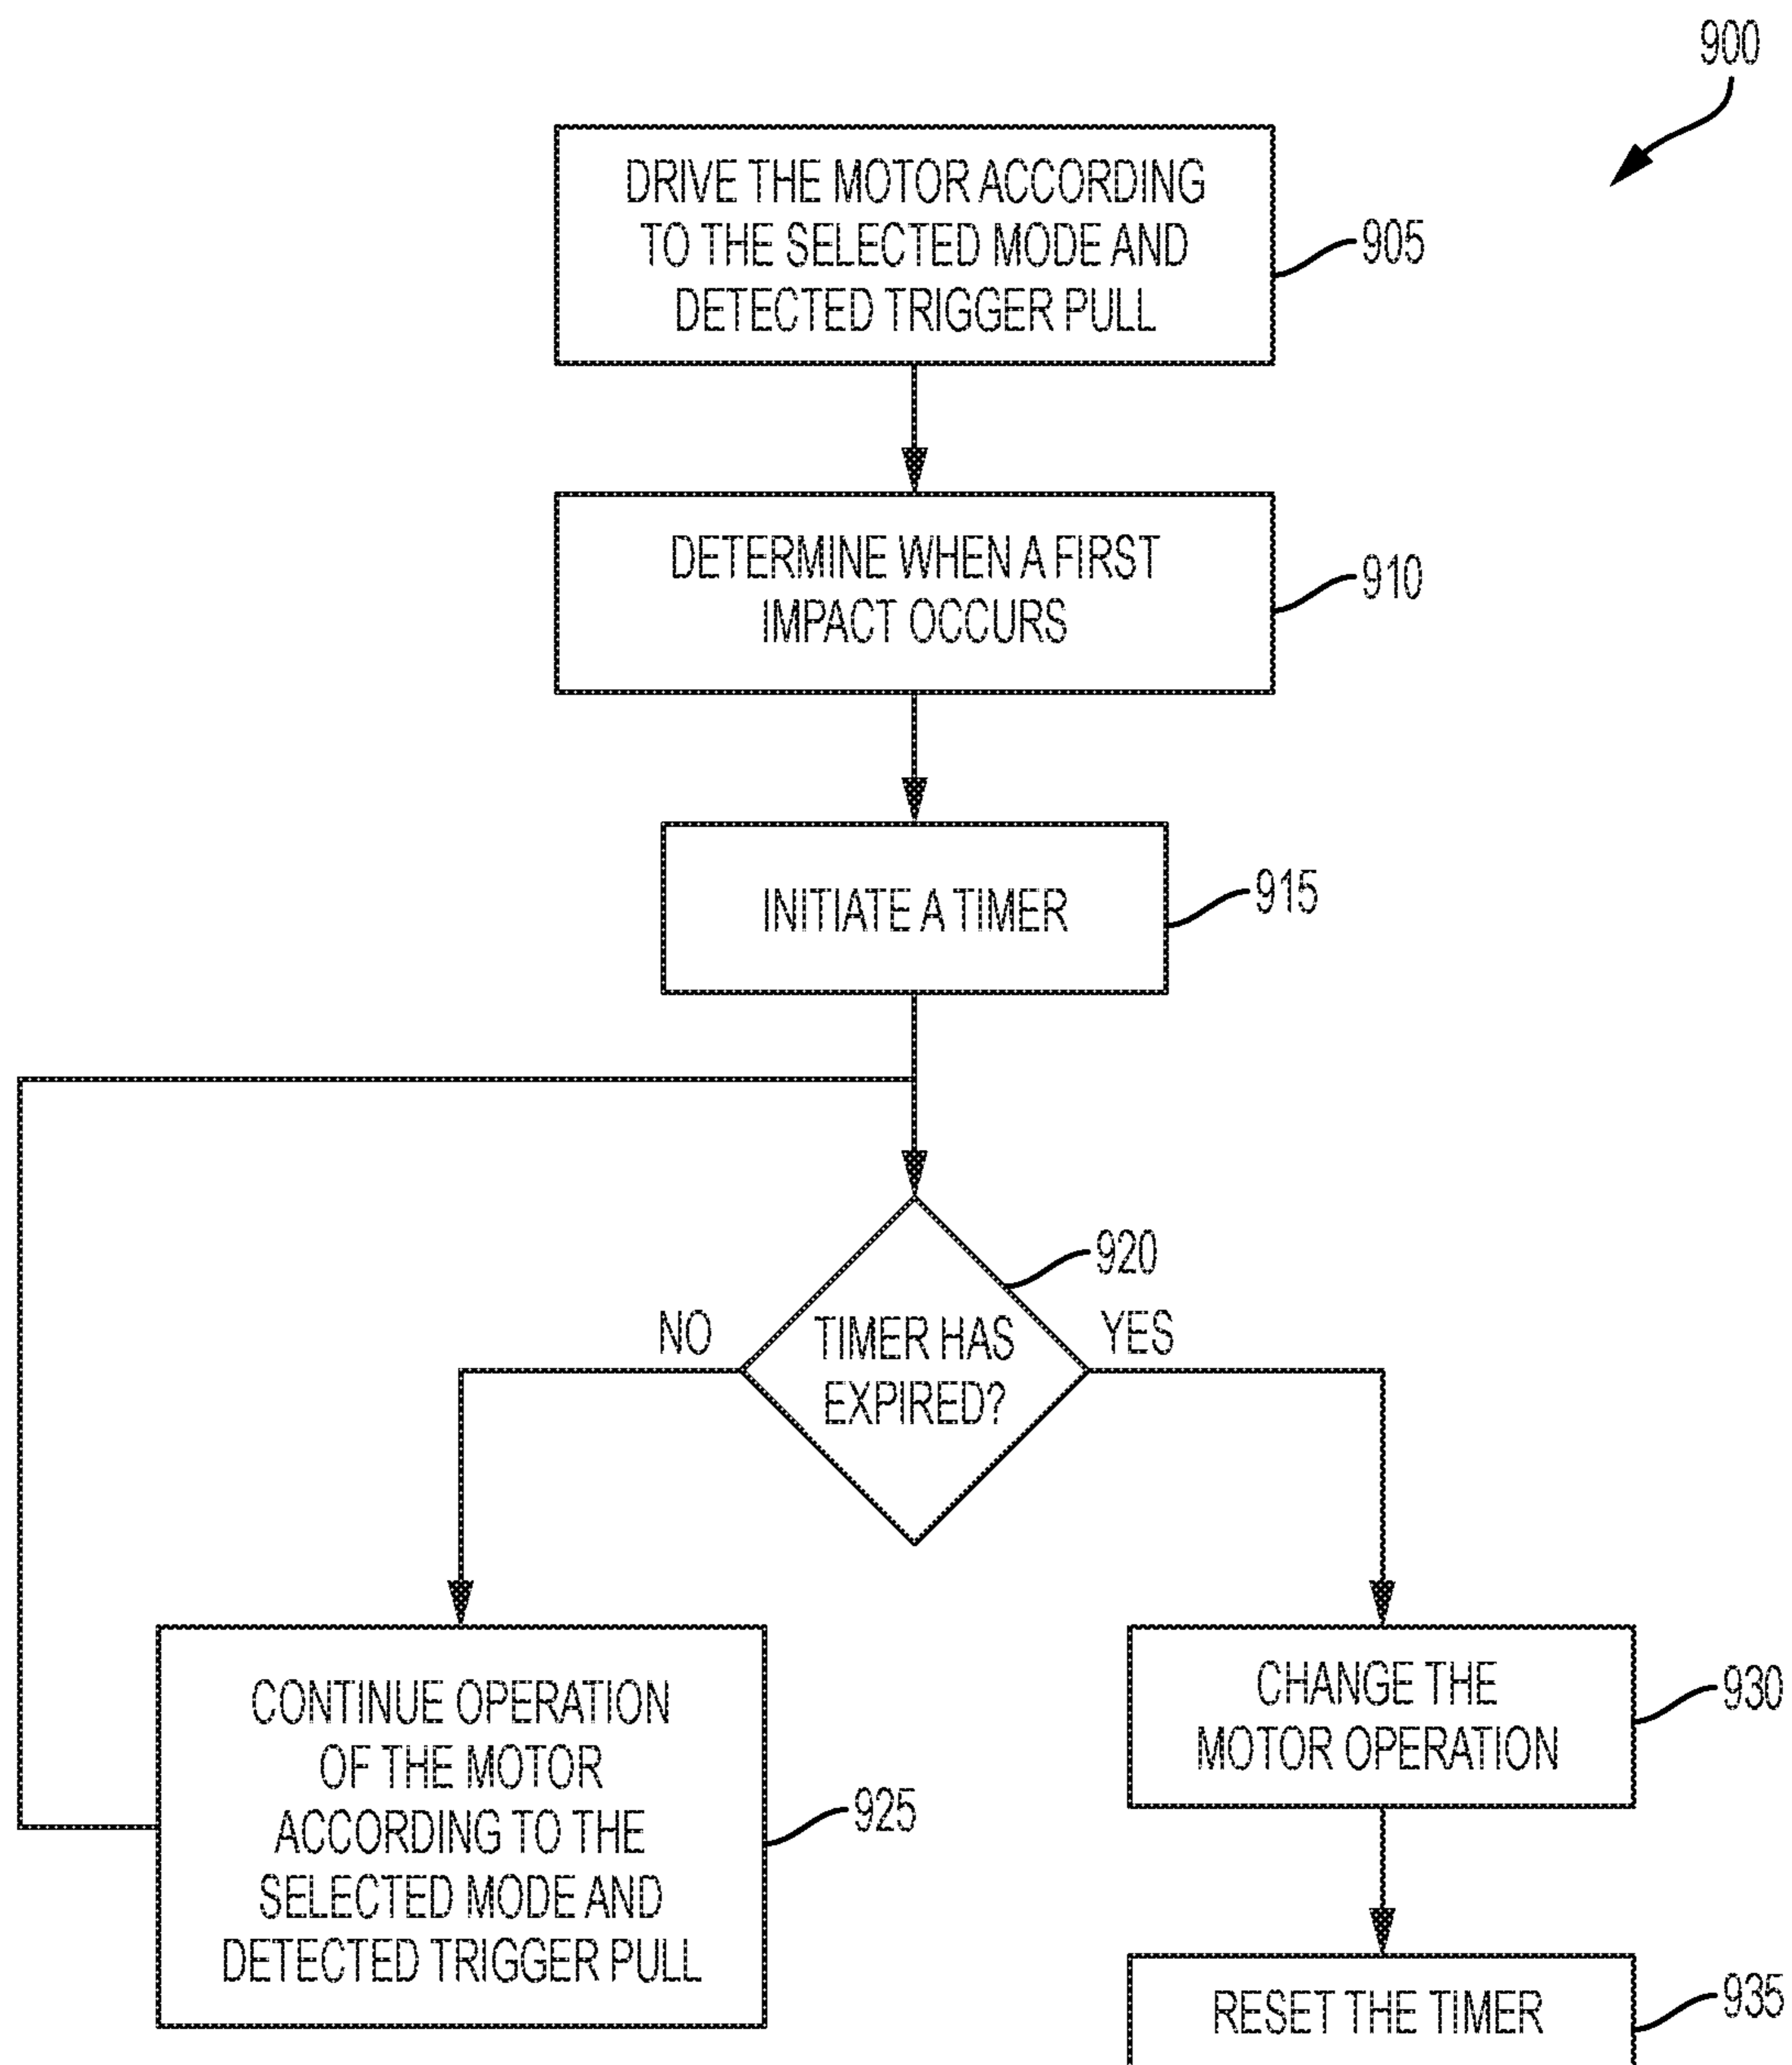 900
DRIVE THE MOTOR ACCORDING
TO THE SELECTED MODE AND
DETECTED TRIGGER PULL
905
DETERMINE WHEN A FIRST
IMPACT OCCURS
910
INITIATE A TIMER
915
920
NO
TIMER HAS
EXPIRED?
YES
CONTINUE OPERATION
OF THE MOTOR
ACCORDING TO THE
SELECTED MODE AND
DETECTED TRIGGER PULL
925
CHANGE THE
MOTOR OPERATION
930
RESET THE TIMER
935